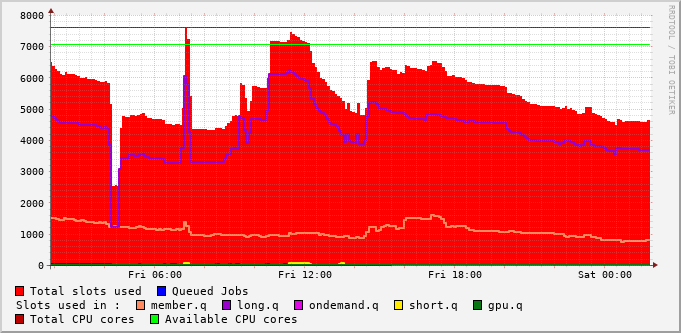 8000
7000
6000
5000
4000
3000
2000
1000
0
Fri 06:00 Fri 12:00 Fri 18:00 Sat 00:00
RRDTOOL / TOBI OETIKER
Total slots used Queued Jobs
Slots used in : member.q long.q ondemand.q short.q gpu.q
Total CPU cores Available CPU cores